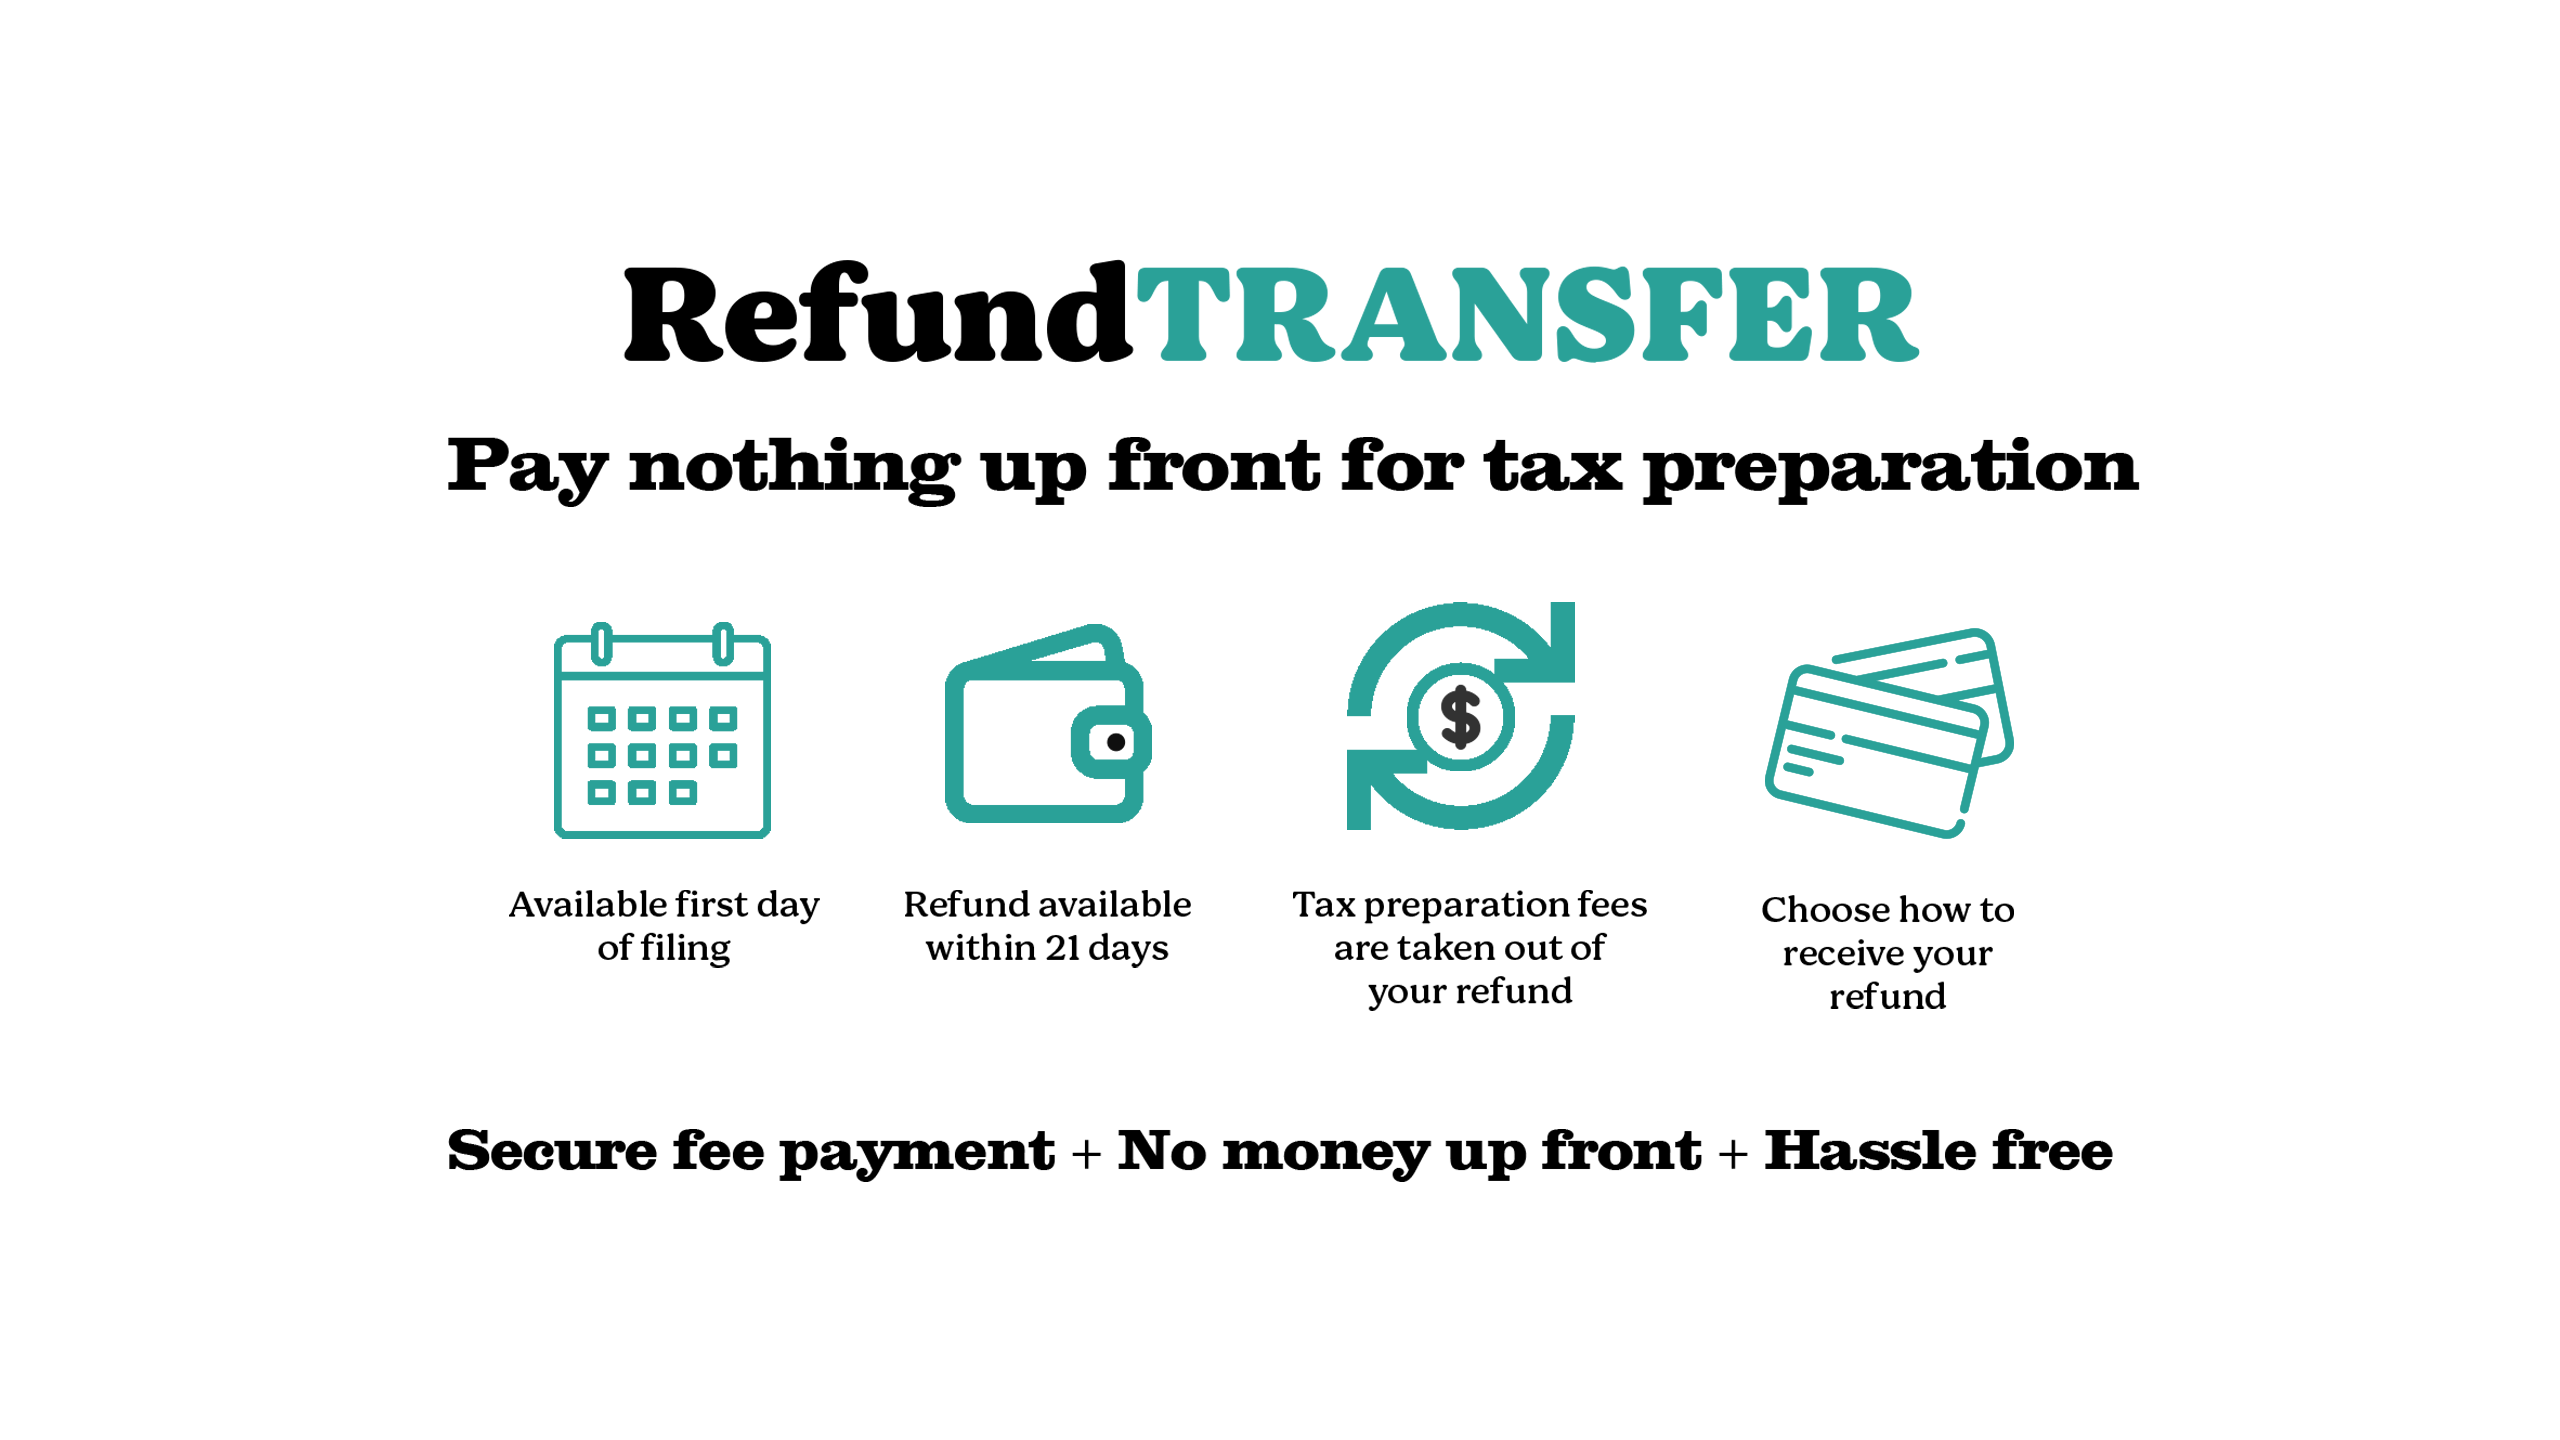 RefundTRANSFER
Pay nothing up front for tax preparation
$
Available first day
of filing
Refund available
within 21 days
Tax preparation fees
are taken out of
your refund
Choose how to
receive your
refund
Secure fee payment + No money up front + Hassle free